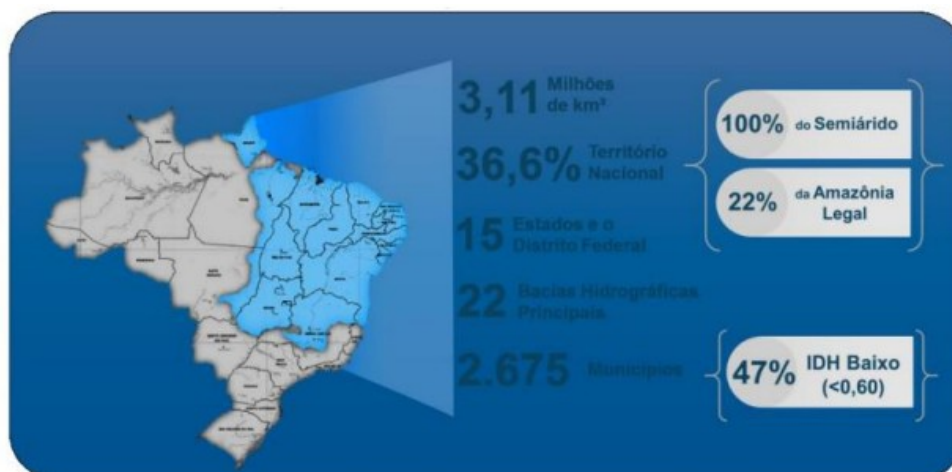 3,11 Milhões
de km²
36,6% Território
Nacional
15 Estados e o
Distrito Federal
22 Bacias Hidrográficas
Principais
2.675 Municípios
100% do Semiárido
22% da Amazônia
Legal
47% IDH Baixo
(<0,60)